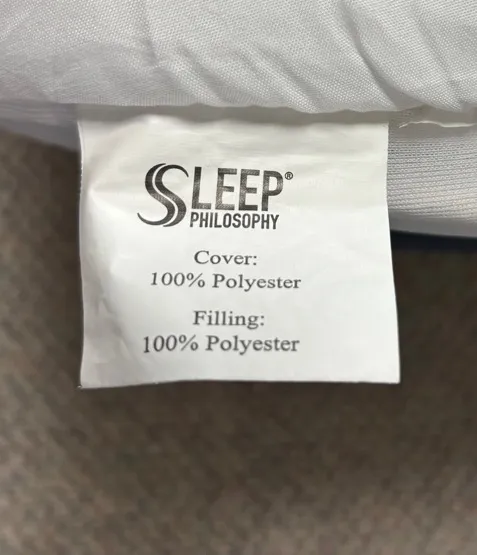 SLEEP®
PHILOSOPHY
Cover:
100% Polyester
Filling:
100% Polyester